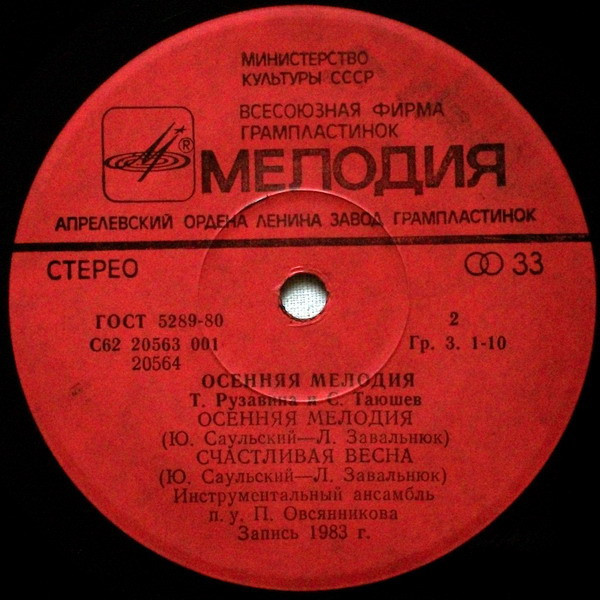 МИНИСТЕРСТВО
КУЛЬТУРЫ СССР
ВСЕСОЮЗНАЯ ФИРМА
ГРАМПЛАСТИНОК
®
МЕЛОДИЯ
АПРЕЛЕВСКИЙ ОРДЕНА ЛЕНИНА ЗАВОД ГРАМПЛАСТИНОК
СТЕРЕО 33
ГОСТ 5289-80 2
С62 20563 001 Гр. 3. 1-10
20564
ОСЕННЯЯ МЕЛОДИЯ
Т. Рузавина и С. Таюшев
ОСЕННЯЯ МЕЛОДИЯ
(Ю. Саульский—Л. Завальнюк)
СЧАСТЛИВАЯ ВЕСНА
(Ю. Саульский—Л. Завальнюк)
Инструментальный ансамбль
п. у. П. Овсянникова
Запись 1983 г.